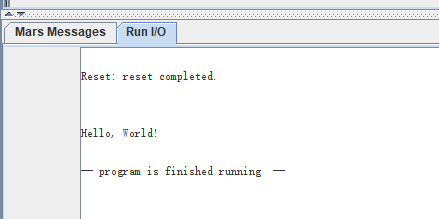 Mars Messages Run I/O
Reset: reset completed.
Hello, World!
-- program is finished running --